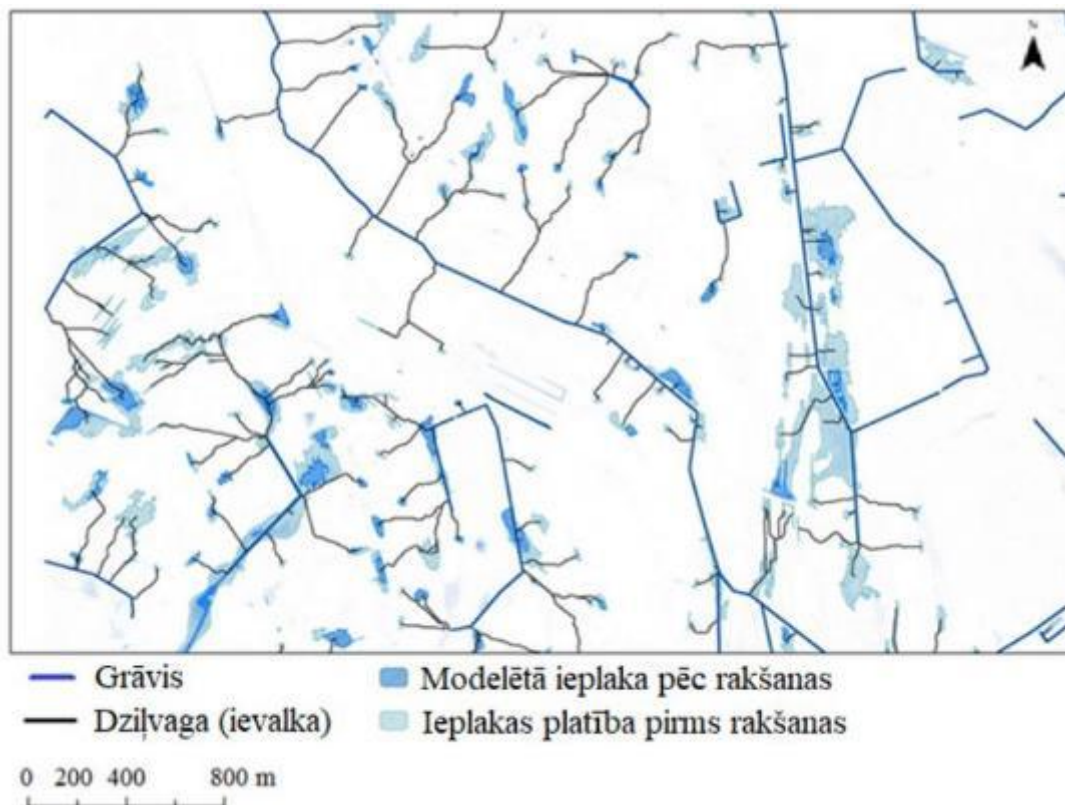 N
Grāvis
Modelētā ieplaka pēc rakšanas
Dziļvaga (ievalka)
Ieplakas platība pirms rakšanas
0 200 400 800 m